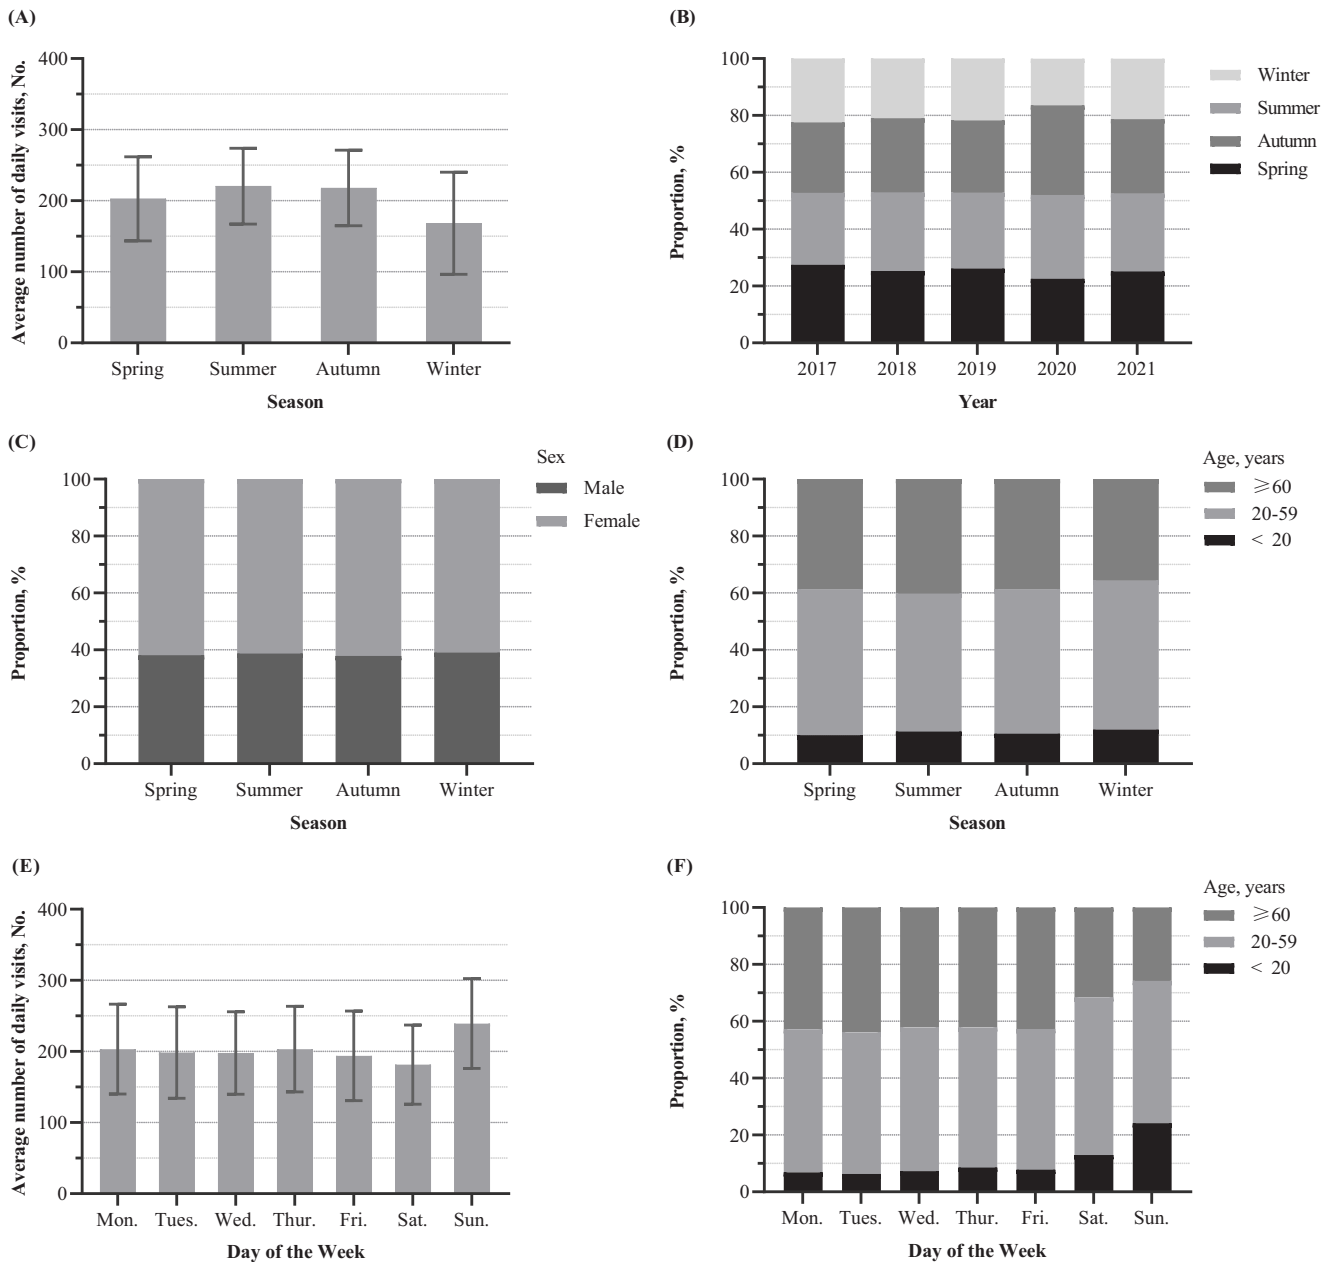 (A)
Average number of daily visits, No.
400
300
200
100
0
Spring Summer Autumn Winter
Season
(B)
Proportion, %
100
80
60
40
20
0
2017 2018 2019 2020 2021
Year
Winter
Summer
Autumn
Spring
(C)
Proportion, %
100
80
60
40
20
0
Spring Summer Autumn Winter
Season
Sex
Male
Female
(D)
Proportion, %
100
80
60
40
20
0
Spring Summer Autumn Winter
Season
Age, years
⩾60
20-59
< 20
(E)
Average number of daily visits, No.
400
300
200
100
0
Mon. Tues. Wed. Thur. Fri. Sat. Sun.
Day of the Week
(F)
Proportion, %
100
80
60
40
20
0
Mon. Tues. Wed. Thur. Fri. Sat. Sun.
Day of the Week
Age, years
⩾60
20-59
< 20